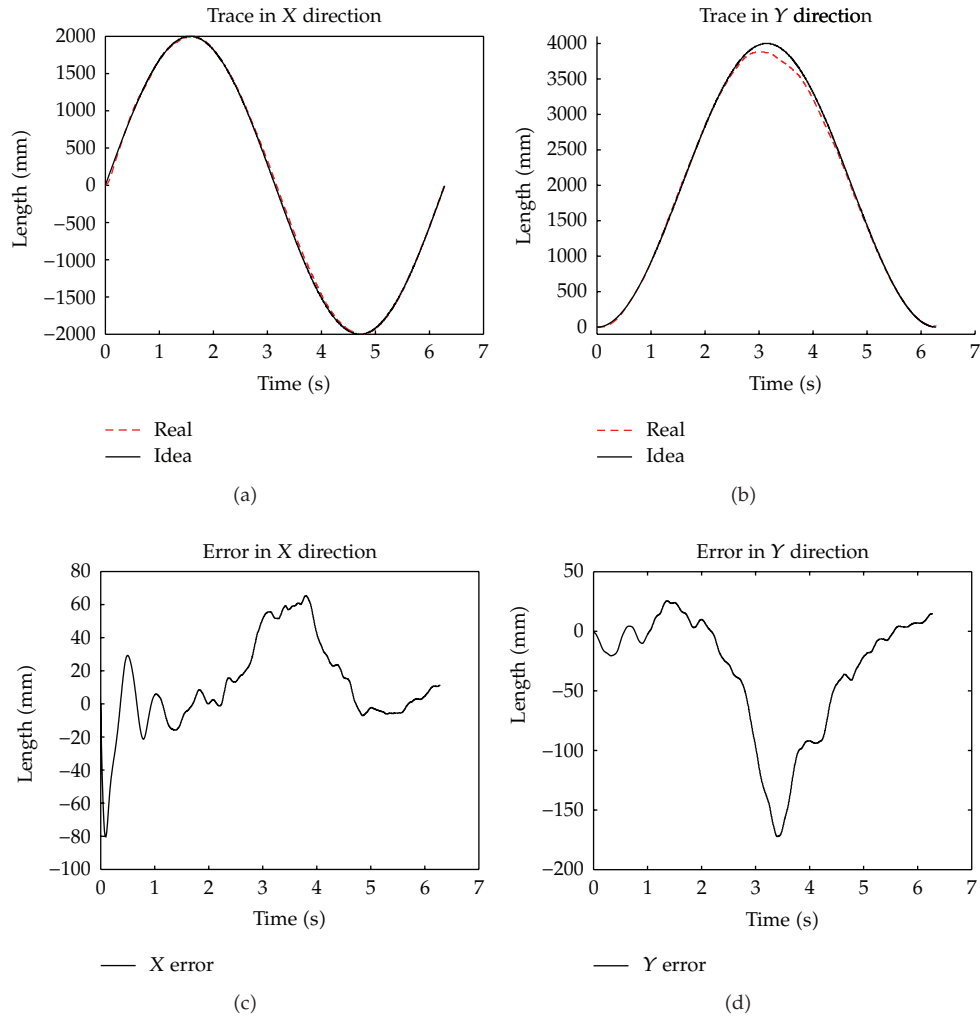 Trace in X direction
2000
1500
1000
500
0
−500
−1000
−1500
−2000
Length (mm)
0 1 2 3 4 5 6 7
Time (s)
Real
Idea
(a)
Trace in Y direction
4000
3500
3000
2500
2000
1500
1000
500
0
Length (mm)
0 1 2 3 4 5 6 7
Time (s)
Real
Idea
(b)
Error in X direction
80
60
40
20
0
−20
−40
−60
−80
−100
Length (mm)
0 1 2 3 4 5 6 7
Time (s)
X error
(c)
Error in Y direction
50
0
−50
−100
−150
−200
Length (mm)
0 1 2 3 4 5 6 7
Time (s)
Y error
(d)